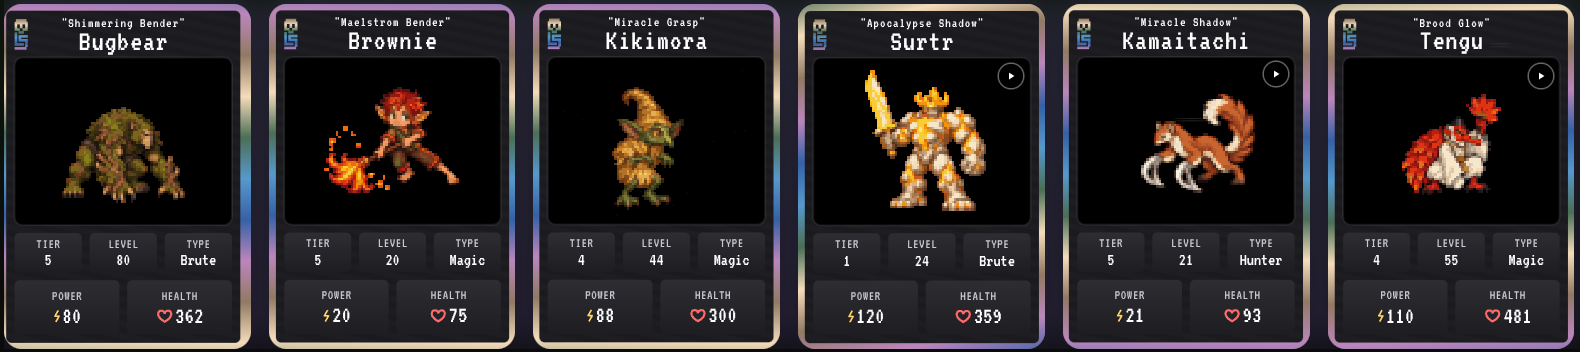 "Shimmering Bender"
Bugbear
TIER
5
LEVEL
80
TYPE
Brute
POWER
80
HEALTH
362
"Maelstrom Bender"
Brownie
TIER
5
LEVEL
20
TYPE
Magic
POWER
20
HEALTH
75
"Miracle Grasp"
Kikimora
TIER
4
LEVEL
44
TYPE
Magic
POWER
88
HEALTH
300
"Apocalypse Shadow"
Surtr
TIER
1
LEVEL
24
TYPE
Brute
POWER
120
HEALTH
359
"Miracle Shadow"
Kamaitachi
TIER
5
LEVEL
21
TYPE
Hunter
POWER
21
HEALTH
93
"Brood Glow"
Tengu
TIER
4
LEVEL
55
TYPE
Magic
POWER
110
HEALTH
481